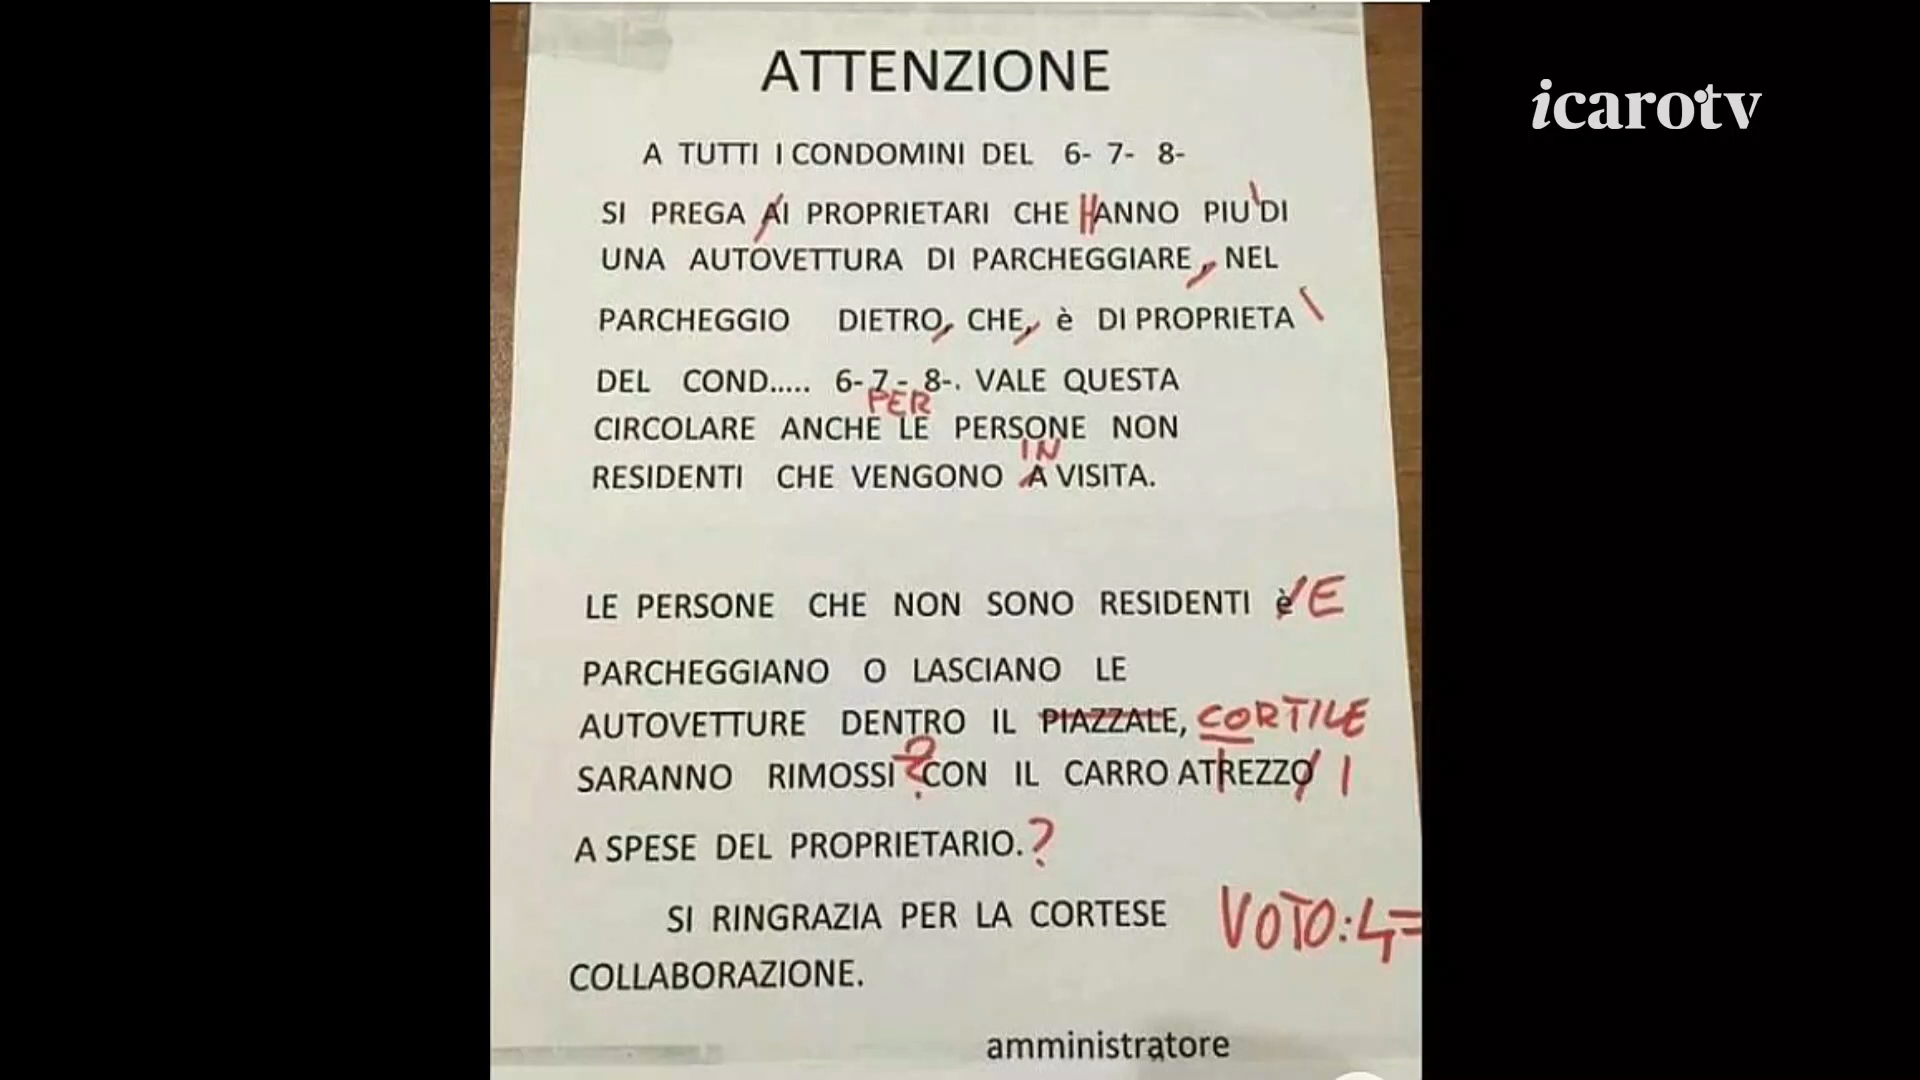 ATTENZIONE
icarotv
A TUTTI I CONDOMINI DEL 6- 7- 8-
SI PREGA AI PROPRIETARI CHE HANNO PIU' DI
UNA AUTOVETTURA DI PARCHEGGIARE, NEL
PARCHEGGIO DIETRO, CHE, è DI PROPRIETA'
DEL COND..... 6- 7 - 8-. VALE QUESTA
PER
CIRCOLARE ANCHE LE PERSONE NON
IN
RESIDENTI CHE VENGONO A VISITA.
LE PERSONE CHE NON SONO RESIDENTI è E
PARCHEGGIANO O LASCIANO LE
AUTOVETTURE DENTRO IL PIAZZALE, CORTILE
SARANNO RIMOSSI ? CON IL CARRO ATREZZO I
A SPESE DEL PROPRIETARIO. ?
SI RINGRAZIA PER LA CORTESE VOTO: 4=
COLLABORAZIONE.
amministratore